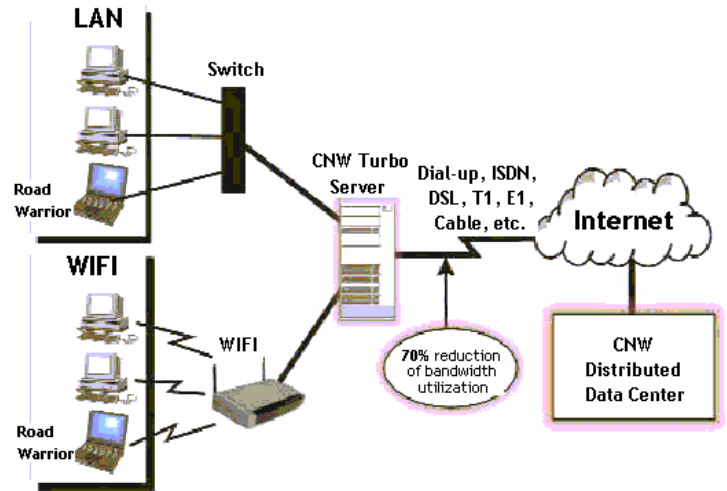 LAN
Switch
Road
Warrior
CNW Turbo
Server
Dial-up, ISDN,
DSL, T1, E1,
Cable, etc.
Internet
WIFI
WIFI
Road
Warrior
70% reduction
of bandwidth
utilization
CNW
Distributed
Data Center